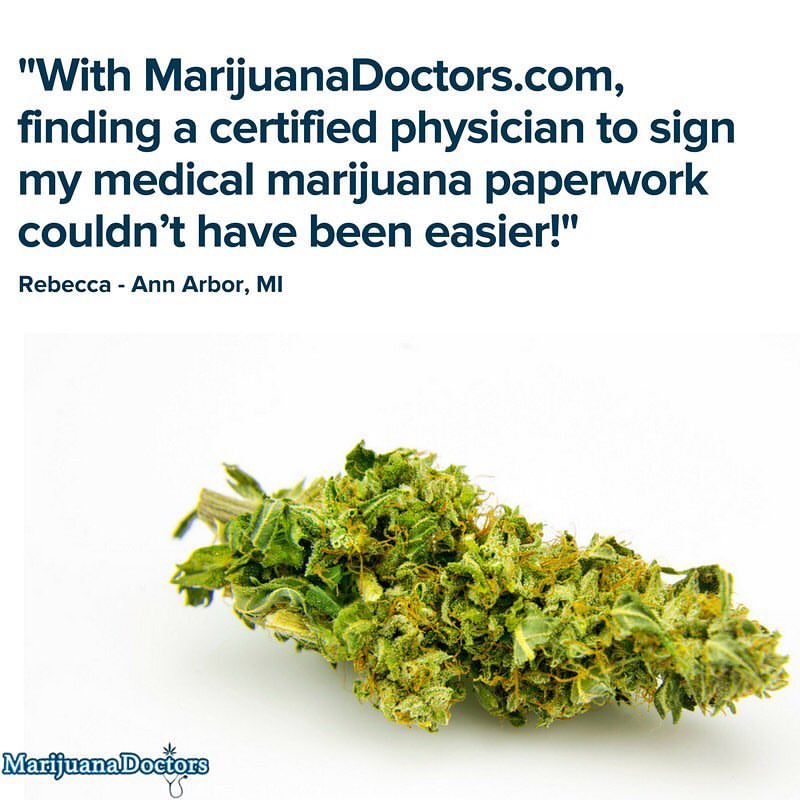 "With MarijuanaDoctors.com,
finding a certified physician to sign
my medical marijuana paperwork
couldn’t have been easier!"
Rebecca - Ann Arbor, MI
MarijuanaDoctors